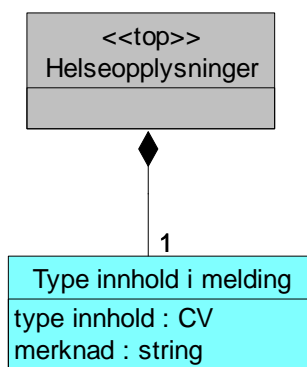 <<top>>
Helseopplysninger
1
Type innhold i melding
type innhold : CV
merknad : string